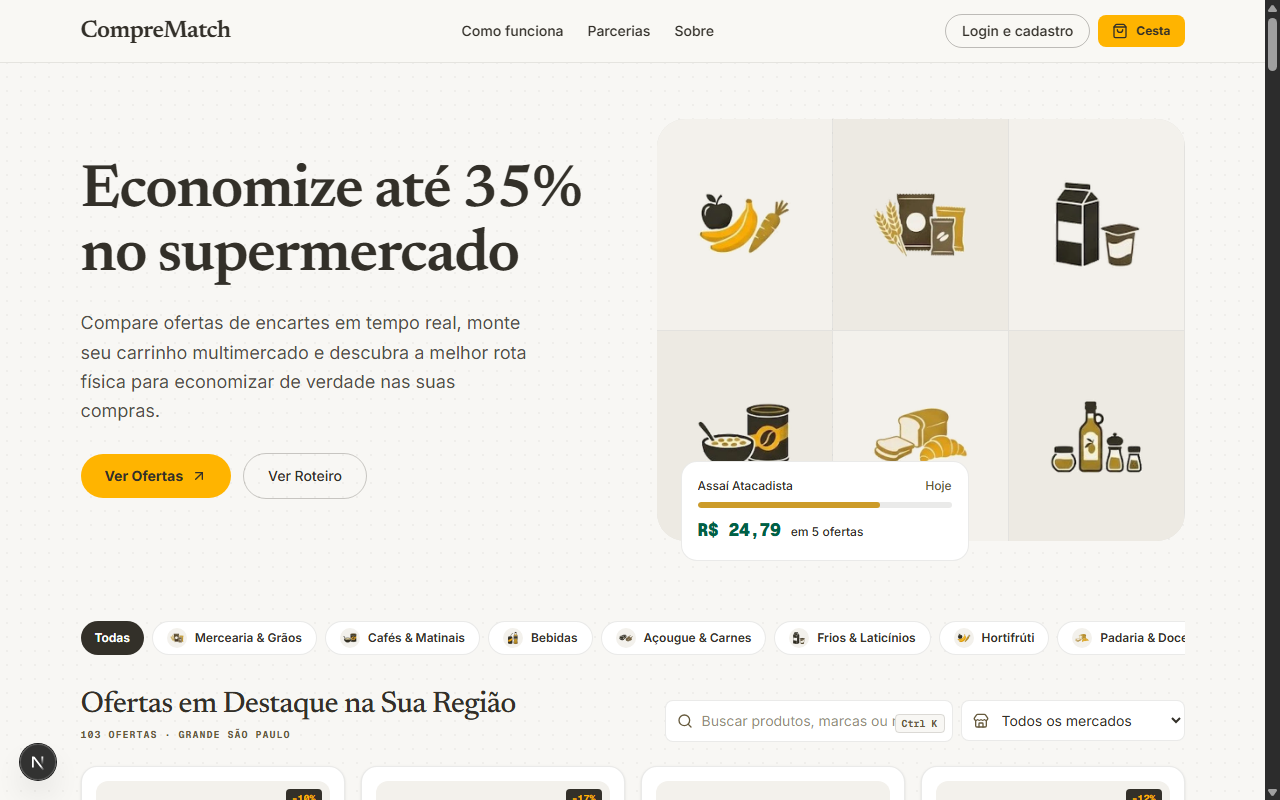 CompreMatch
Como funciona
Parcerias
Sobre
Login e cadastro
Cesta
Economize até 35%
no supermercado
Compare ofertas de encartes em tempo real, monte
seu carrinho multimercado e descubra a melhor rota
física para economizar de verdade nas suas
compras.
Ver Ofertas
Ver Roteiro
Assaí Atacadista
Hoje
R$ 24,79 em 5 ofertas
Todas
Mercearia & Grãos
Cafés & Matinais
Bebidas
Açougue & Carnes
Frios & Laticínios
Hortifrúti
Padaria & Doce
Ofertas em Destaque na Sua Região
103 OFERTAS · GRANDE SÃO PAULO
Buscar produtos, marcas ou
Ctrl K
Todos os mercados
N
-10%
-17%
-12%